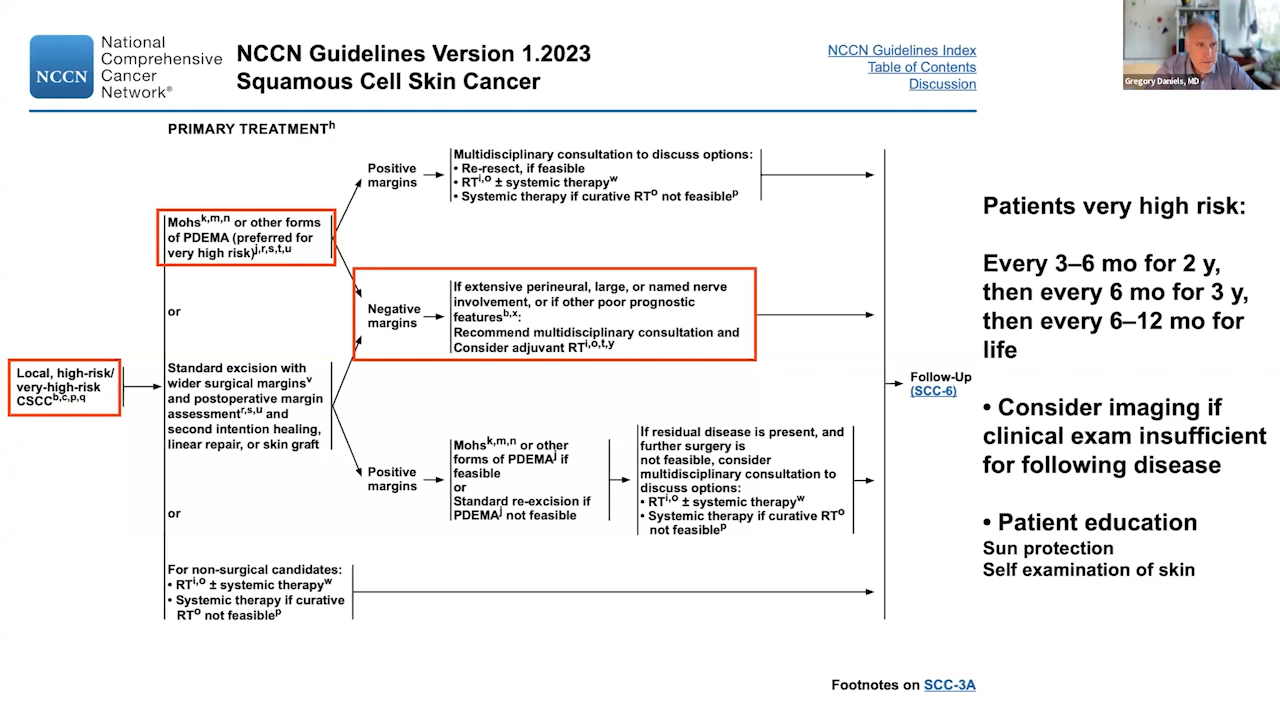 National
Comprehensive
Cancer
Network®
NCCN
NCCN Guidelines Version 1.2023
Squamous Cell Skin Cancer
NCCN Guidelines Index
Table of Contents
Discussion
Gregory Daniels, MD
PRIMARY TREATMENTh
Local, high-risk/
very-high-risk
CSCCb,c,p,q
Mohsk,m,n or other forms
of PDEMA (preferred for
very high risk)j,r,s,t,u
or
Standard excision with
wider surgical marginsv
and postoperative margin
assessmentr,s,u and
second intention healing,
linear repair, or skin graft
or
For non-surgical candidates:
• RTi,o ± systemic therapyw
• Systemic therapy if curative
RTo not feasiblep
Positive
margins
Multidisciplinary consultation to discuss options:
• Re-resect, if feasible
• RTi,o ± systemic therapyw
• Systemic therapy if curative RTo not feasiblep
Negative
margins
If extensive perineural, large, or named nerve
involvement, or if other poor prognostic
featuresb,x:
Recommend multidisciplinary consultation and
Consider adjuvant RTi,o,t,y
Positive
margins
Mohsk,m,n or other
forms of PDEMAj if
feasible
or
Standard re-excision if
PDEMAj not feasible
If residual disease is present, and
further surgery is
not feasible, consider
multidisciplinary consultation to
discuss options:
• RTi,o ± systemic therapyw
• Systemic therapy if curative RTo
not feasiblep
Follow-Up
(SCC-6)
Patients very high risk:
Every 3–6 mo for 2 y,
then every 6 mo for 3 y,
then every 6–12 mo for
life
• Consider imaging if
clinical exam insufficient
for following disease
• Patient education
Sun protection
Self examination of skin
Footnotes on SCC-3A